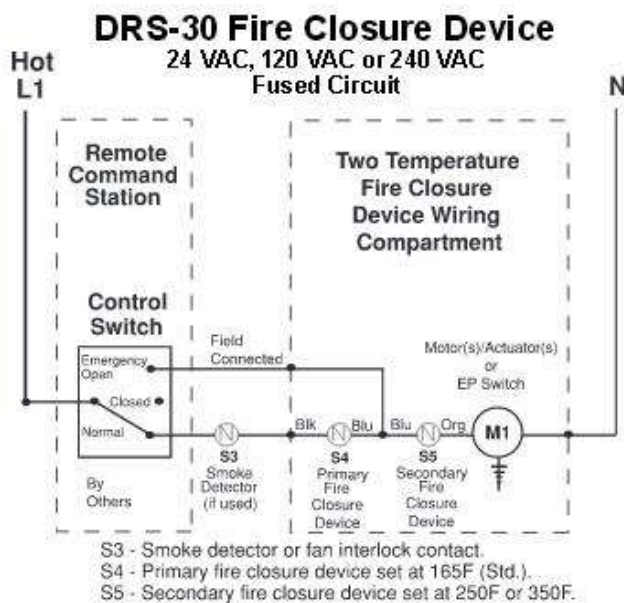 DRS-30 Fire Closure Device
24 VAC, 120 VAC or 240 VAC
Fused Circuit
Hot
L1
N
Remote
Command
Station
Two Temperature
Fire Closure
Device Wiring
Compartment
Control
Switch
Emergency
Open
Closed
Normal
By
Others
Field
Connected
Motor(s)/Actuator(s)
or
EP Switch
Blk
Blu
Blu
Org
M1
N
S3
Smoke
Detector
(if used)
N
S4
Primary
Fire
Closure
Device
N
S5
Secondary
Fire
Closure
Device
S3 - Smoke detector or fan interlock contact.
S4 - Primary fire closure device set at 165F (Std.).
S5 - Secondary fire closure device set at 250F or 350F.